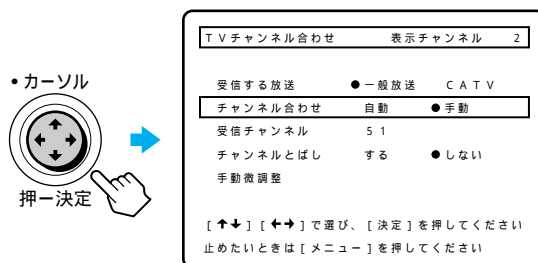 •カーソル
押ー決定
TVチャンネル合わせ 表示チャンネル 2
受信する放送 ●一般放送 CATV
チャンネル合わせ 自動 ●手動
受信チャンネル 51
チャンネルとばし する ●しない
手動微調整
[↑↓][←→]で選び、[決定]を押してください
止めたいときは[メニュー]を押してください